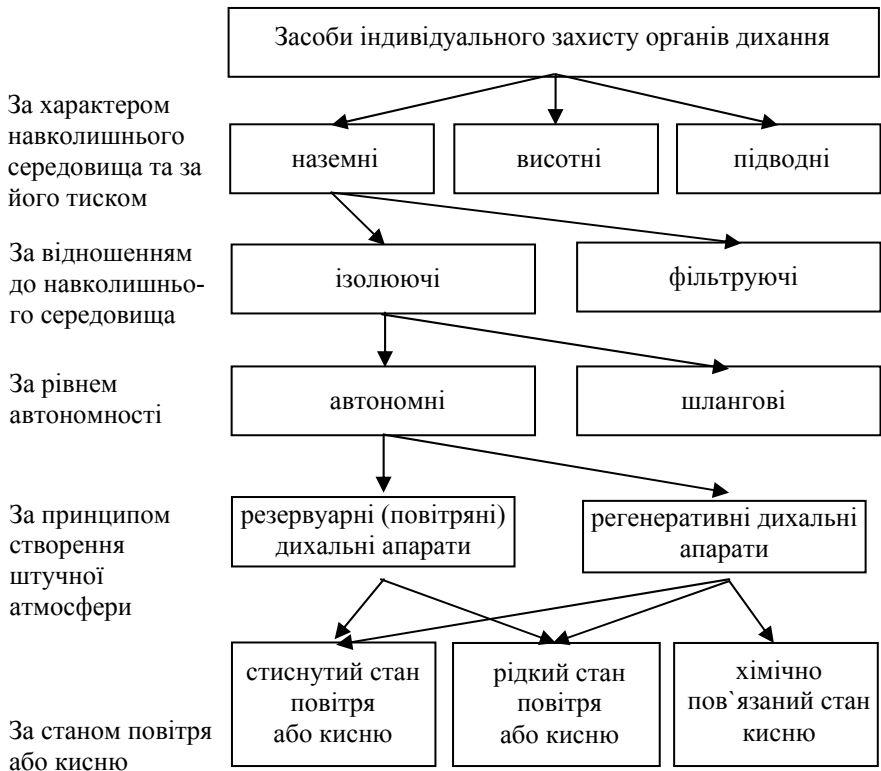 Засоби індивідуального захисту органів дихання
За характером
навколишнього
середовища та за
його тиском
наземні
висотні
підводні
За відношенням
до навколишньо-
го середовища
ізолюючі
фільтруючі
За рівнем
автономності
автономні
шлангові
За принципом
створення
штучної
атмосфери
резервуарні (повітряні)
дихальні апарати
регенеративні дихальні
апарати
За станом повітря
або кисню
стиснутий стан
повітря
або кисню
рідкий стан
повітря
або кисню
хімічно
пов`язаний стан
кисню